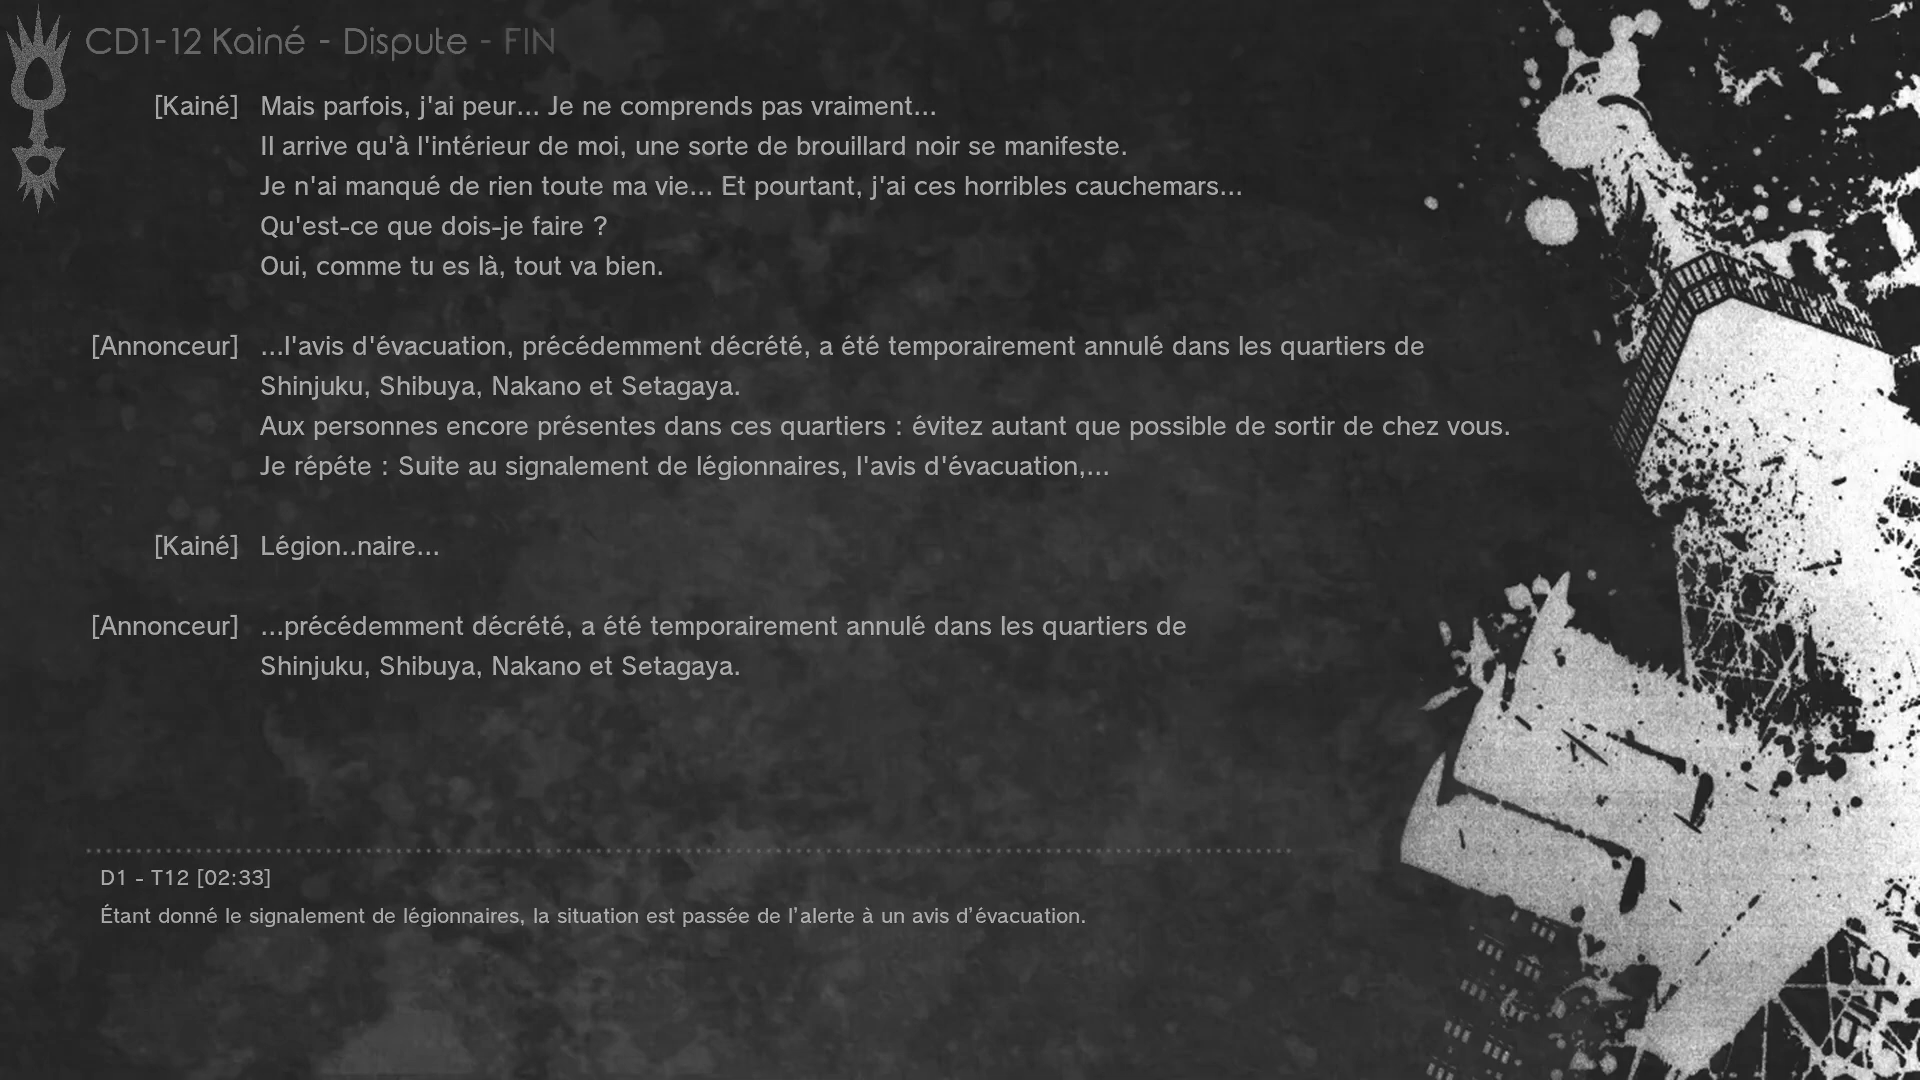 CD1-12 Kainé - Dispute - FIN
[Kainé] Mais parfois, j'ai peur... Je ne comprends pas vraiment...
Il arrive qu'à l'intérieur de moi, une sorte de brouillard noir se manifeste.
Je n'ai manqué de rien toute ma vie... Et pourtant, j'ai ces horribles cauchemars...
Qu'est-ce que dois-je faire ?
Oui, comme tu es là, tout va bien.
[Annonceur] ...l'avis d'évacuation, précédemment décrété, a été temporairement annulé dans les quartiers de
Shinjuku, Shibuya, Nakano et Setagaya.
Aux personnes encore présentes dans ces quartiers : évitez autant que possible de sortir de chez vous.
Je répéte : Suite au signalement de légionnaires, l'avis d'évacuation,...
[Kainé] Légion..naire...
[Annonceur] ...précédemment décrété, a été temporairement annulé dans les quartiers de
Shinjuku, Shibuya, Nakano et Setagaya.
D1 - T12 [02:33]
Étant donné le signalement de légionnaires, la situation est passée de l’alerte à un avis d’évacuation.